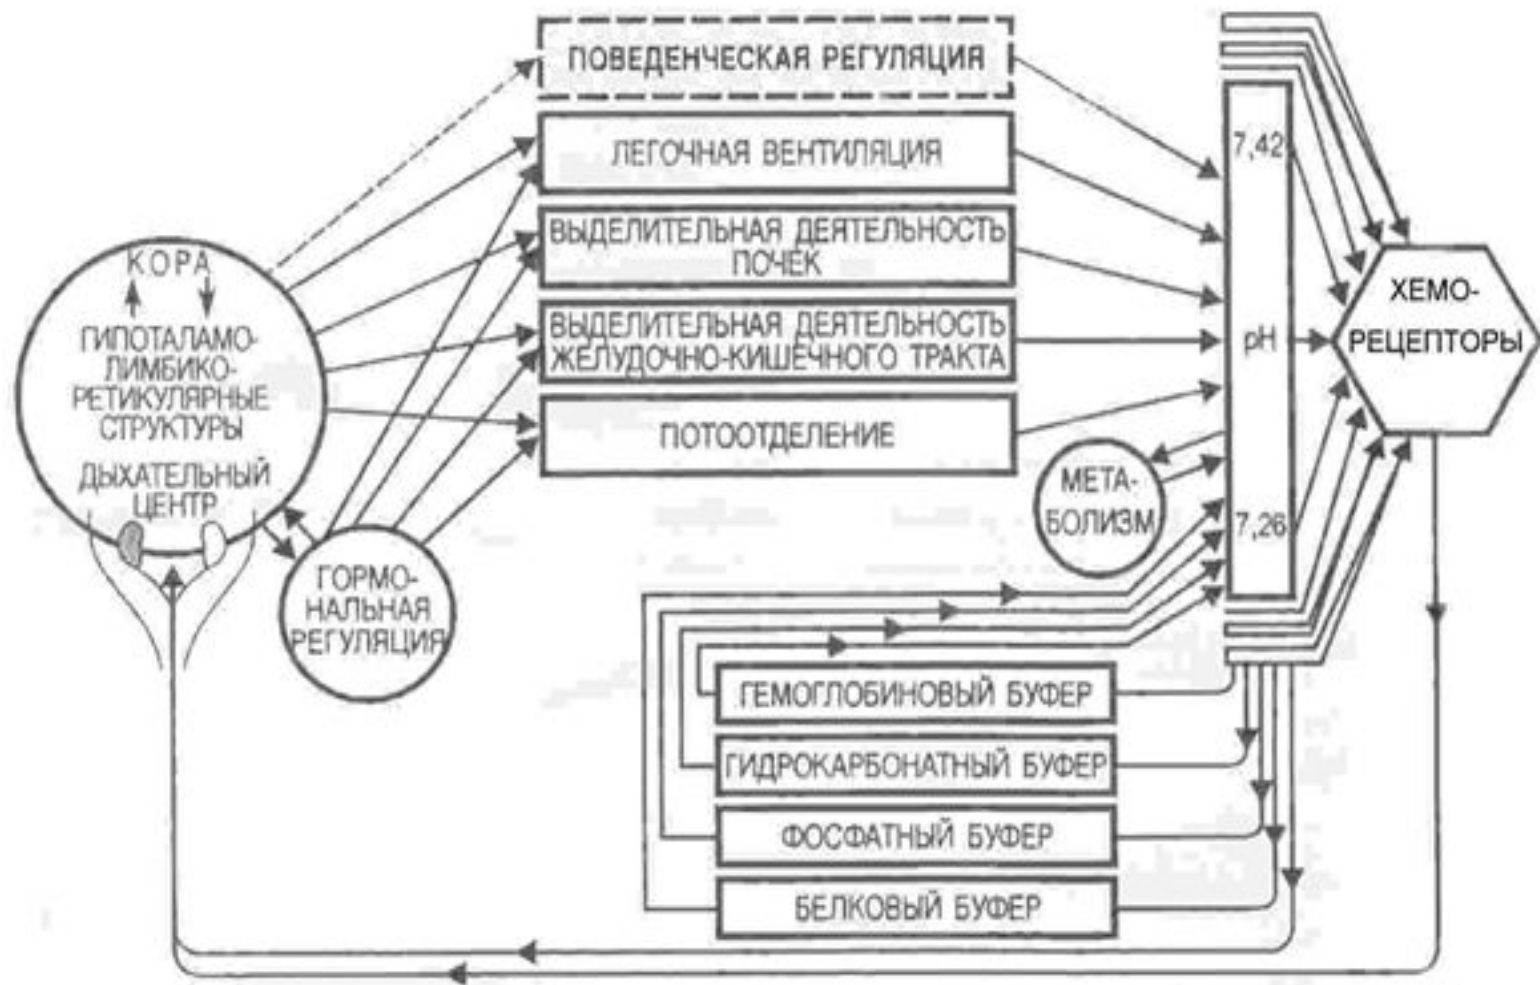 ПОВЕДЕНЧЕСКАЯ РЕГУЛЯЦИЯ
ЛЕГОЧНАЯ ВЕНТИЛЯЦИЯ
ВЫДЕЛИТЕЛЬНАЯ ДЕЯТЕЛЬНОСТЬ
ПОЧЕК
ВЫДЕЛИТЕЛЬНАЯ ДЕЯТЕЛЬНОСТЬ
ЖЕЛУДОЧНО-КИШЕЧНОГО ТРАКТА
ПОТООТДЕЛЕНИЕ
КОРА
ГИПОТАЛАМО-
ЛИМБИКО-
РЕТИКУЛЯРНЫЕ
СТРУКТУРЫ
ДЫХАТЕЛЬНЫЙ
ЦЕНТР
ГОРМО-
НАЛЬНАЯ
РЕГУЛЯЦИЯ
МЕТА-
БОЛИЗМ
7,42
pH
7,26
ХЕМО-
РЕЦЕПТОРЫ
ГЕМОГЛОБИНОВЫЙ БУФЕР
ГИДРОКАРБОНАТНЫЙ БУФЕР
ФОСФАТНЫЙ БУФЕР
БЕЛКОВЫЙ БУФЕР